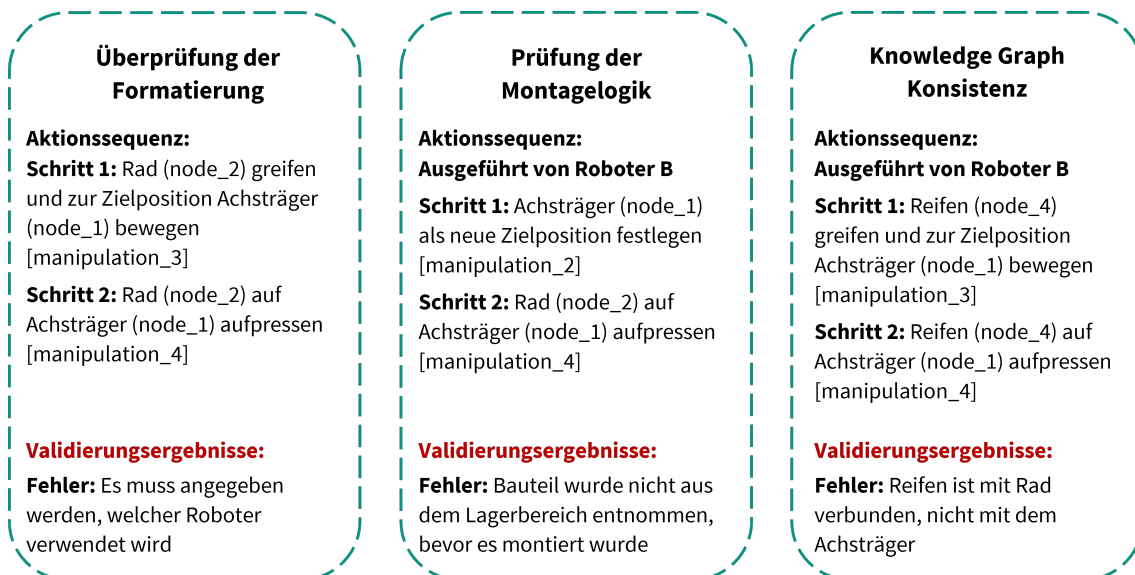 Überprüfung der
Formatierung
Aktionssequenz:
Schritt 1: Rad (node_2) greifen
und zur Zielposition Achsträger
(node_1) bewegen
[manipulation_3]
Schritt 2: Rad (node_2) auf
Achsträger (node_1) aufpressen
[manipulation_4]
Validierungsergebnisse:
Fehler: Es muss angegeben
werden, welcher Roboter
verwendet wird
Prüfung der
Montagelogik
Aktionssequenz:
Ausgeführt von Roboter B
Schritt 1: Achsträger (node_1)
als neue Zielposition festlegen
[manipulation_2]
Schritt 2: Rad (node_2) auf
Achsträger (node_1) aufpressen
[manipulation_4]
Validierungsergebnisse:
Fehler: Bauteil wurde nicht aus
dem Lagerbereich entnommen,
bevor es montiert wurde
Knowledge Graph
Konsistenz
Aktionssequenz:
Ausgeführt von Roboter B
Schritt 1: Reifen (node_4)
greifen und zur Zielposition
Achsträger (node_1) bewegen
[manipulation_3]
Schritt 2: Reifen (node_4) auf
Achsträger (node_1) aufpressen
[manipulation_4]
Validierungsergebnisse:
Fehler: Reifen ist mit Rad
verbunden, nicht mit dem
Achsträger